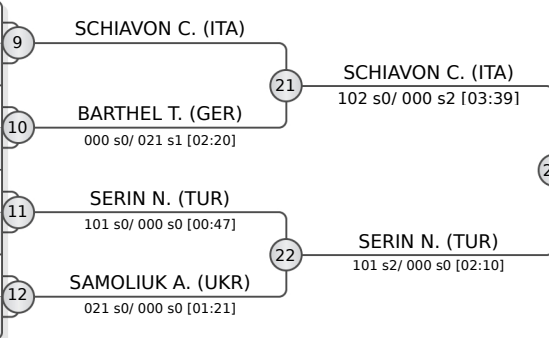 9
SCHIAVON C. (ITA)
21
SCHIAVON C. (ITA)
102 s0/ 000 s2 [03:39]
10
BARTHEL T. (GER)
000 s0/ 021 s1 [02:20]
11
SERIN N. (TUR)
101 s0/ 000 s0 [00:47]
22
SERIN N. (TUR)
101 s2/ 000 s0 [02:10]
12
SAMOLIUK A. (UKR)
021 s0/ 000 s0 [01:21]